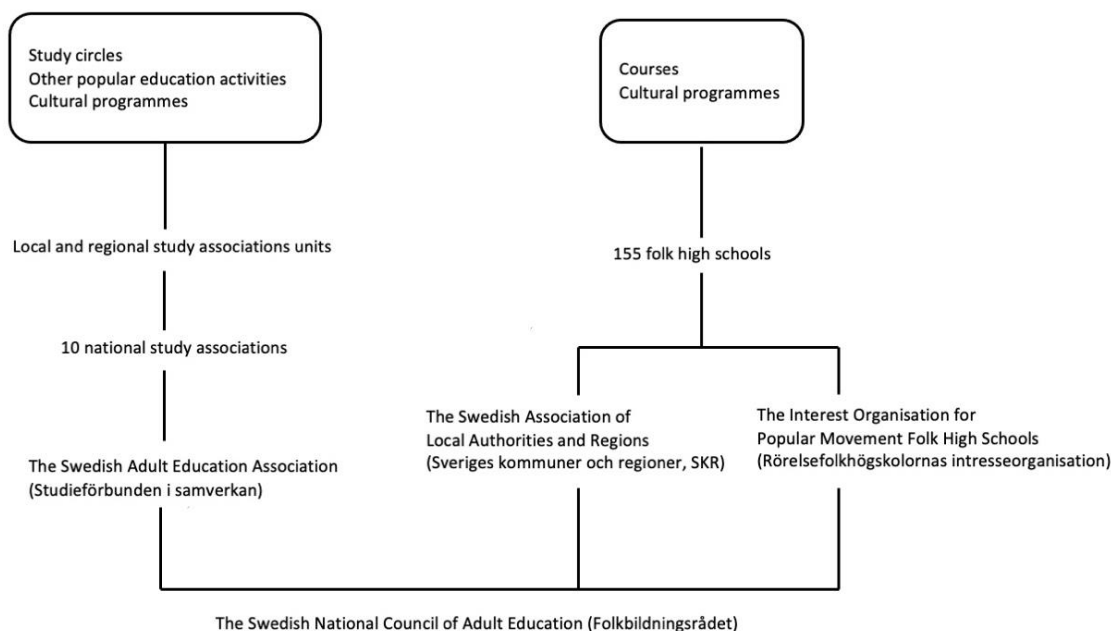 Study circles
Other popular education activities
Cultural programmes
Courses
Cultural programmes
Local and regional study associations units
155 folk high schools
10 national study associations
The Swedish Association of
Local Authorities and Regions
(Sveriges kommuner och regioner, SKR)
The Interest Organisation for
Popular Movement Folk High Schools
(Rörelsefolkhögskolornas intresseorganisation)
The Swedish Adult Education Association
(Studieförbunden i samverkan)
The Swedish National Council of Adult Education (Folkbildningsrådet)